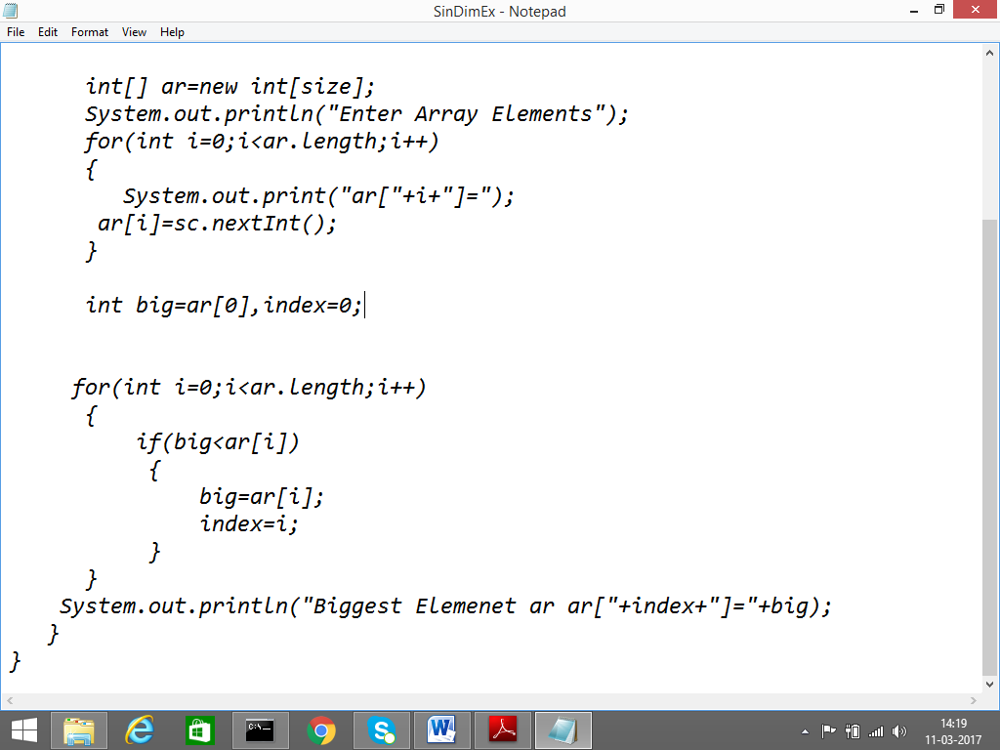 SinDimEx - Notepad
File Edit Format View Help
int[] ar=new int[size];
System.out.println("Enter Array Elements");
for(int i=0;i<ar.length;i++)
{
System.out.print("ar["+i+"]=");
ar[i]=sc.nextInt();
}
int big=ar[0],index=0;
for(int i=0;i<ar.length;i++)
{
if(big<ar[i])
{
big=ar[i];
index=i;
}
}
System.out.println("Biggest Elemenet ar ar["+index+"]="+big);
}
}
C:\_
14:19
11-03-2017